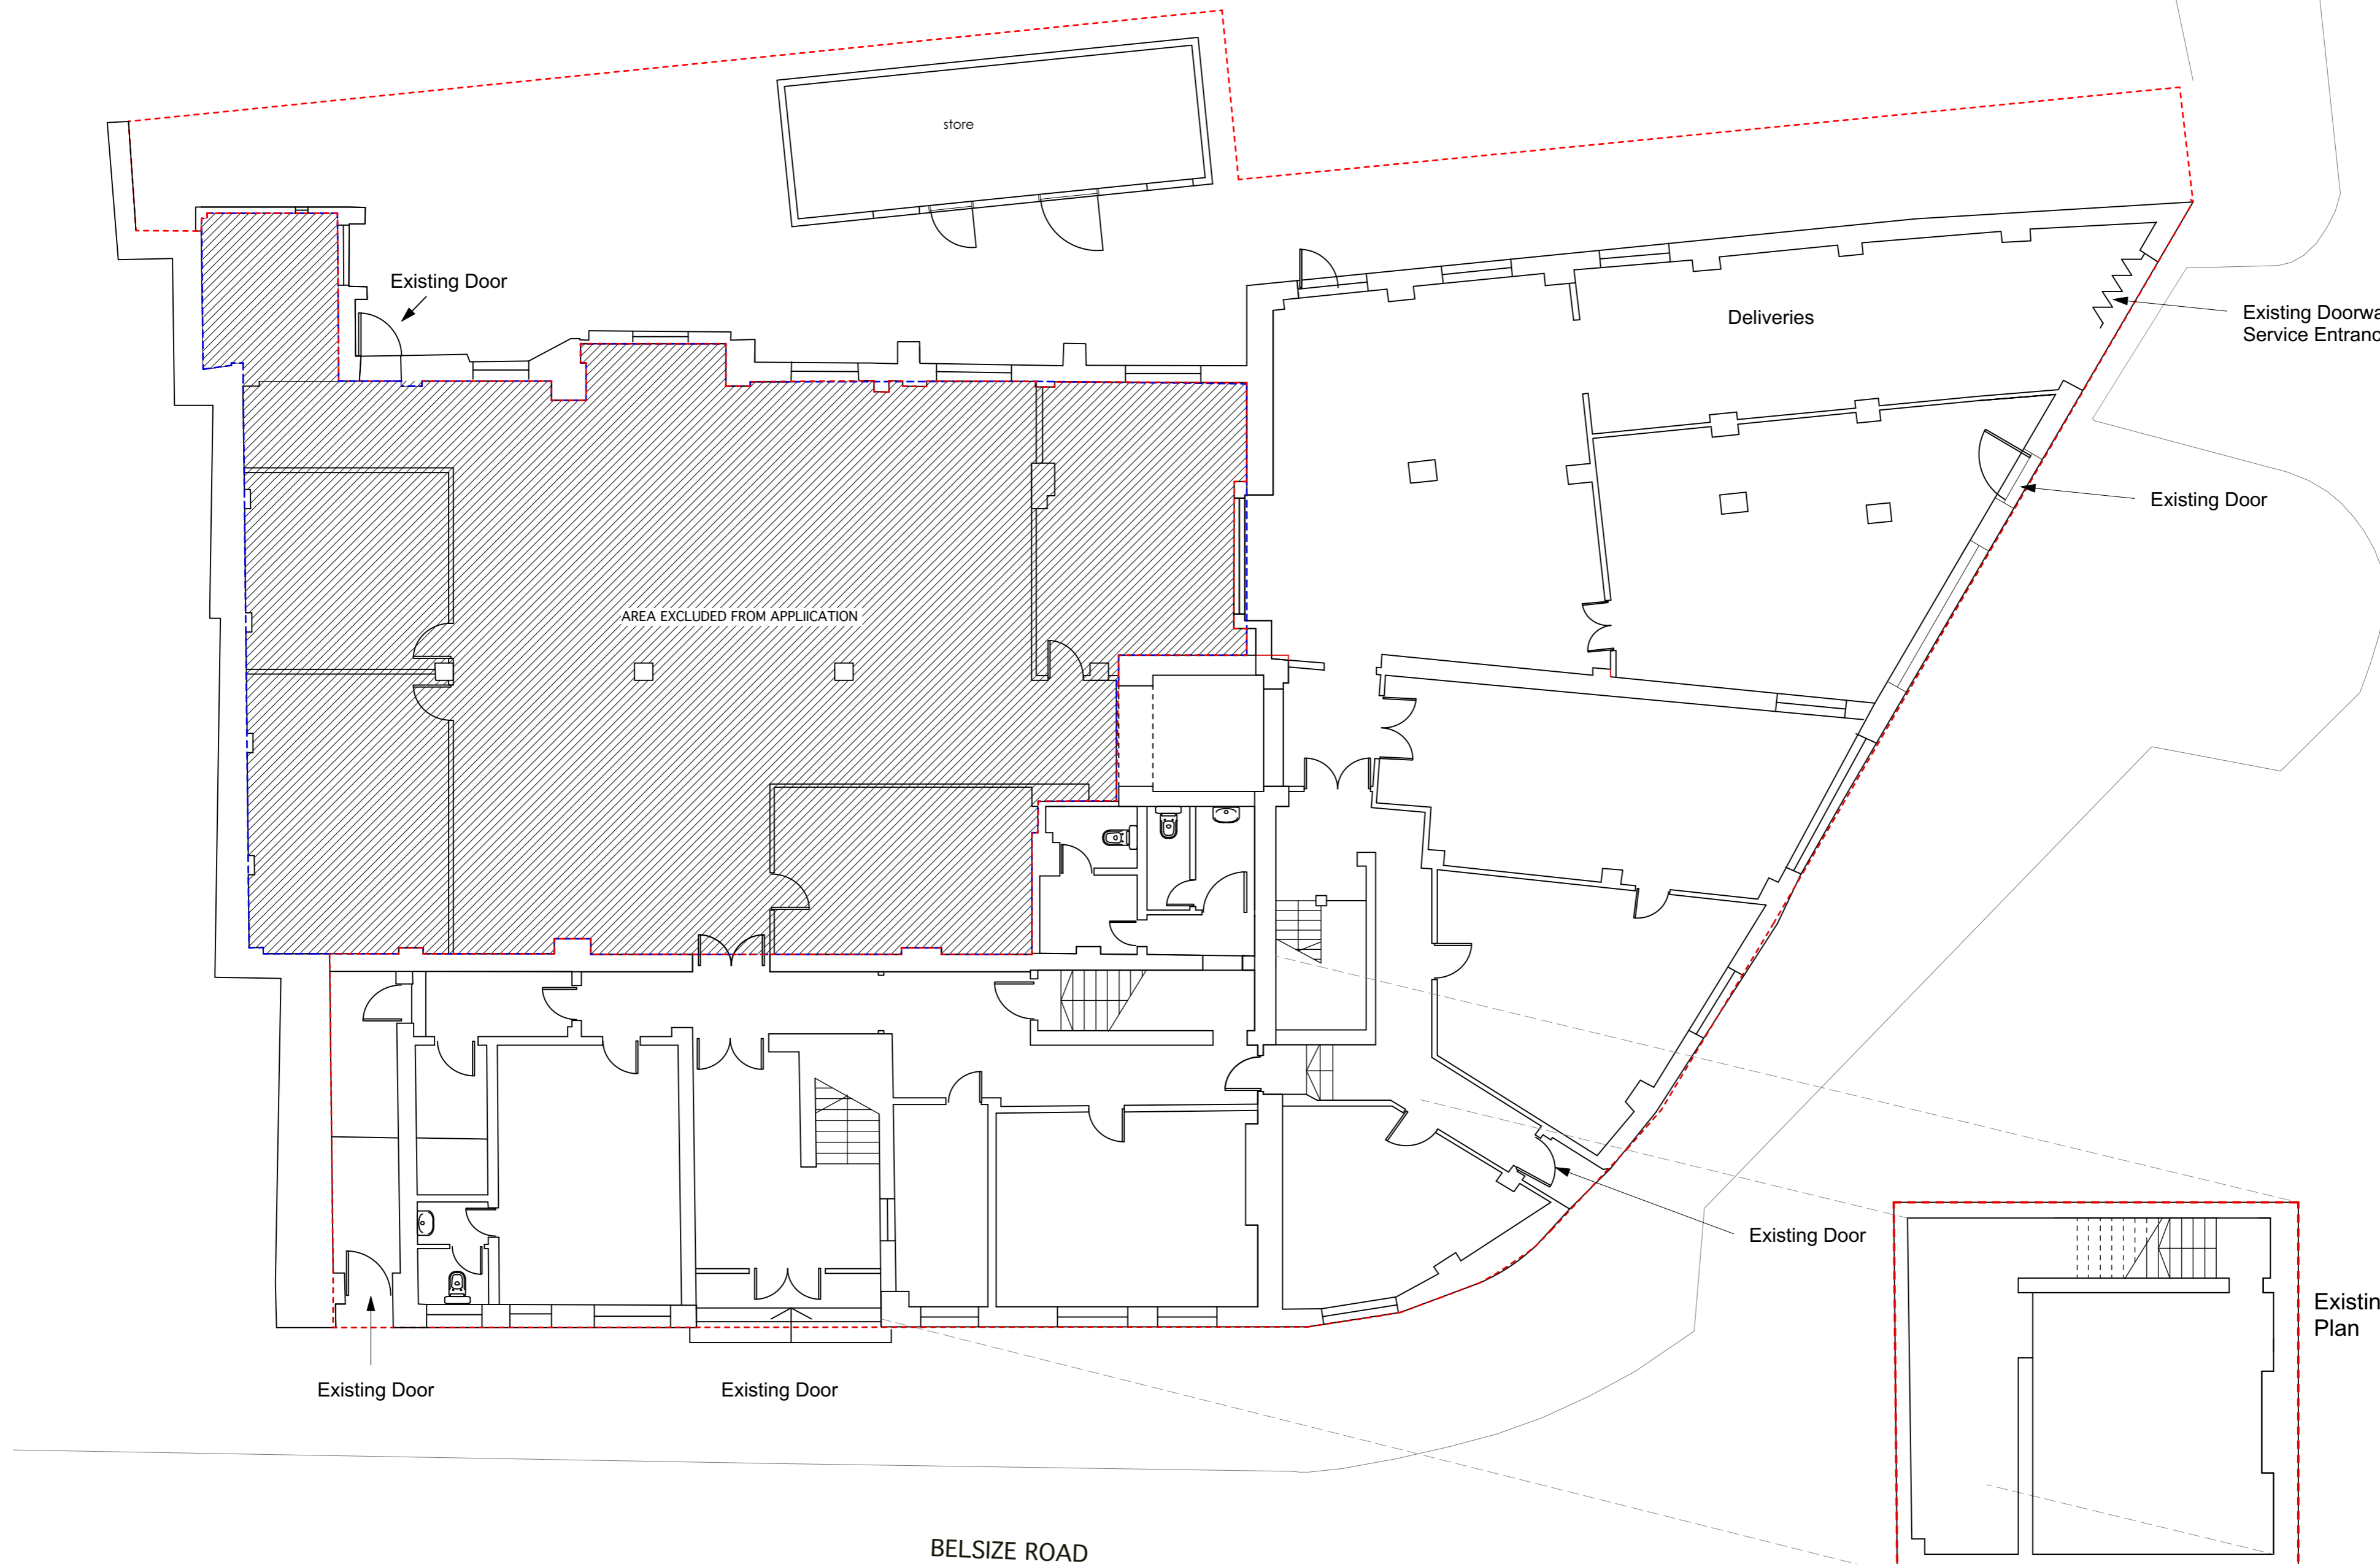 store
Existing Door
Deliveries
Existing Doorwa
Service Entranc
Existing Door
AREA EXCLUDED FROM APPLIICATION
Existing Door
Existin
Plan
Existing Door
Existing Door
BELSIZE ROAD